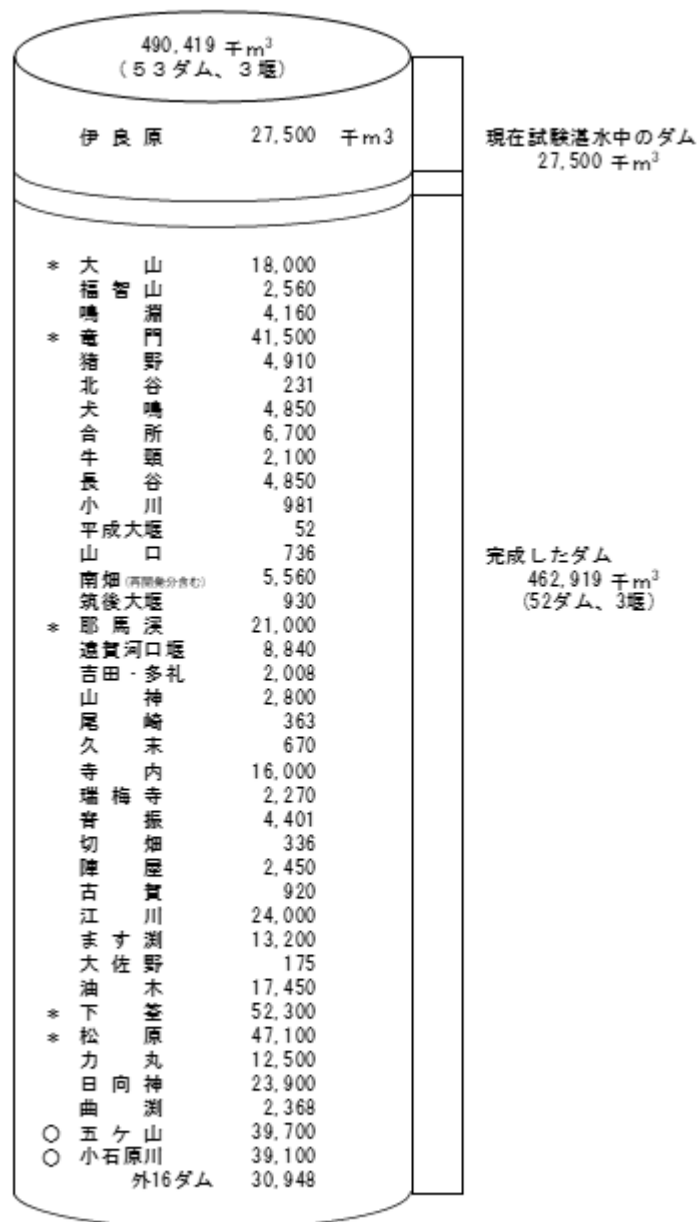 490,419 千m³
(５３ダム、３堰)
伊良原 27,500 千m3
現在試験湛水中のダム
27,500 千m³
* 大山 18,000
福智山 2,560
鳴淵 4,160
* 竜門 41,500
猪野 4,910
北谷 231
犬鳴 4,850
合所 6,700
牛頸 2,100
長谷 4,850
小川 981
平成大堰 52
山口 736
南畑(再開発分含む) 5,560
筑後大堰 930
* 耶馬渓 21,000
遠賀河口堰 8,840
吉田・多礼 2,008
山神 2,800
尾崎 363
久末 670
寺内 16,000
瑞梅寺 2,270
脊振 4,401
切畑 336
陣屋 2,450
古賀 920
江川 24,000
ます渕 13,200
大佐野 175
油木 17,450
* 下筌 52,300
* 松原 47,100
力丸 12,500
日向神 23,900
曲渕 2,368
○ 五ケ山 39,700
○ 小石原川 39,100
外16ダム 30,948
完成したダム
462,919 千m³
(52ダム、3堰)